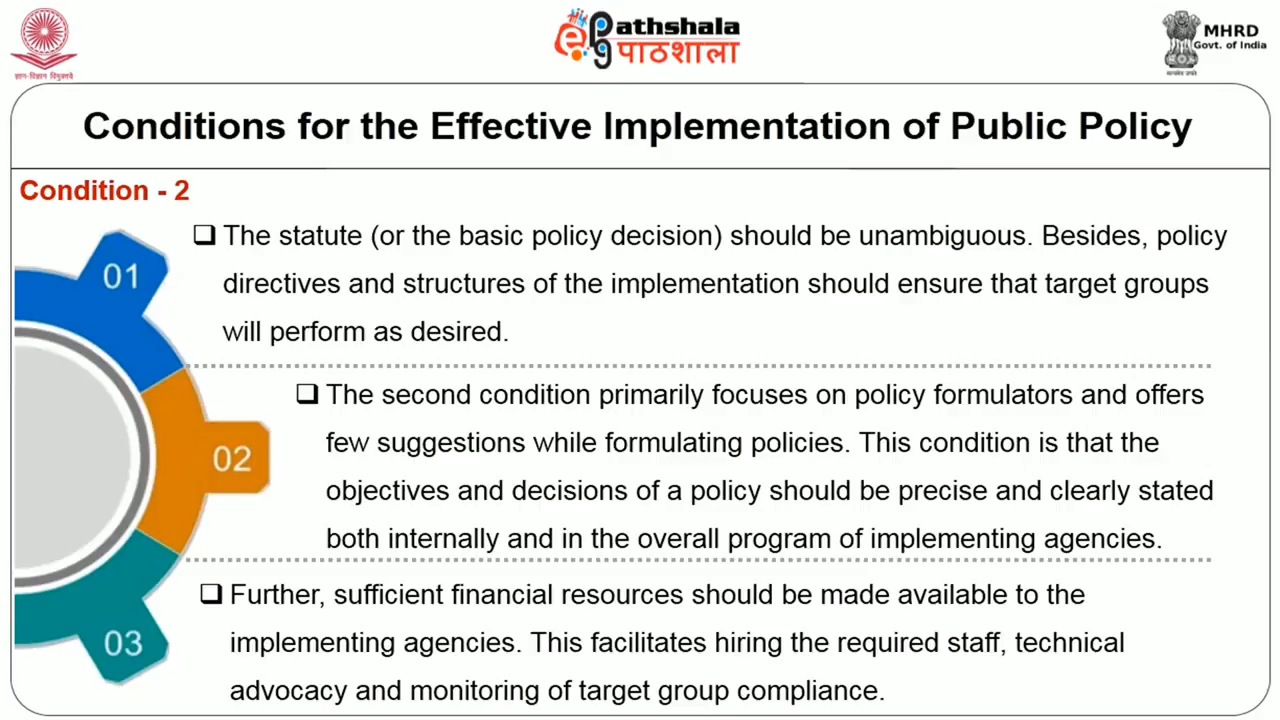 ज्ञान-विज्ञान विमुक्तये
ePG Pathshala
पाठशाला
MHRD
Govt. of India
सत्यमेव जयते
Conditions for the Effective Implementation of Public Policy
Condition - 2
01
❑ The statute (or the basic policy decision) should be unambiguous. Besides, policy
directives and structures of the implementation should ensure that target groups
will perform as desired.
02
❑ The second condition primarily focuses on policy formulators and offers
few suggestions while formulating policies. This condition is that the
objectives and decisions of a policy should be precise and clearly stated
both internally and in the overall program of implementing agencies.
03
❑ Further, sufficient financial resources should be made available to the
implementing agencies. This facilitates hiring the required staff, technical
advocacy and monitoring of target group compliance.